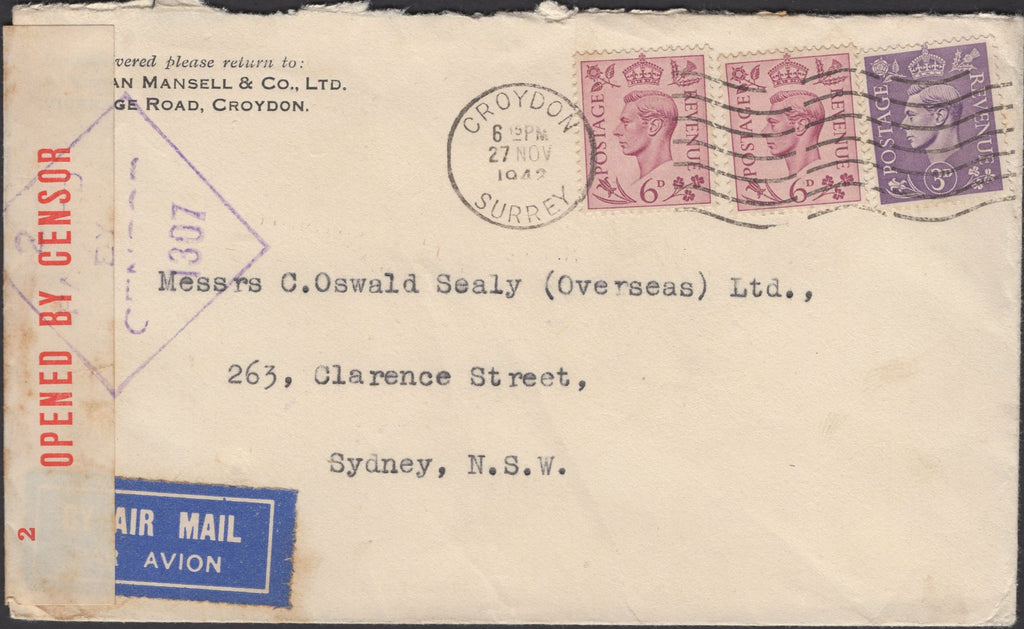 vered please return to:
AN MANSELL & CO., LTD.
GE ROAD, CROYDON.
CROYDON
6 15 PM
27 NOV
1942
SURREY
POSTAGE REVENUE
6D
POSTAGE REVENUE
6D
POSTAGE REVENUE
3D
OPENED BY CENSOR
2
1307
Messrs C.Oswald Sealy (Overseas) Ltd.,
263, Clarence Street,
Sydney, N.S.W.
AIR MAIL
AVION